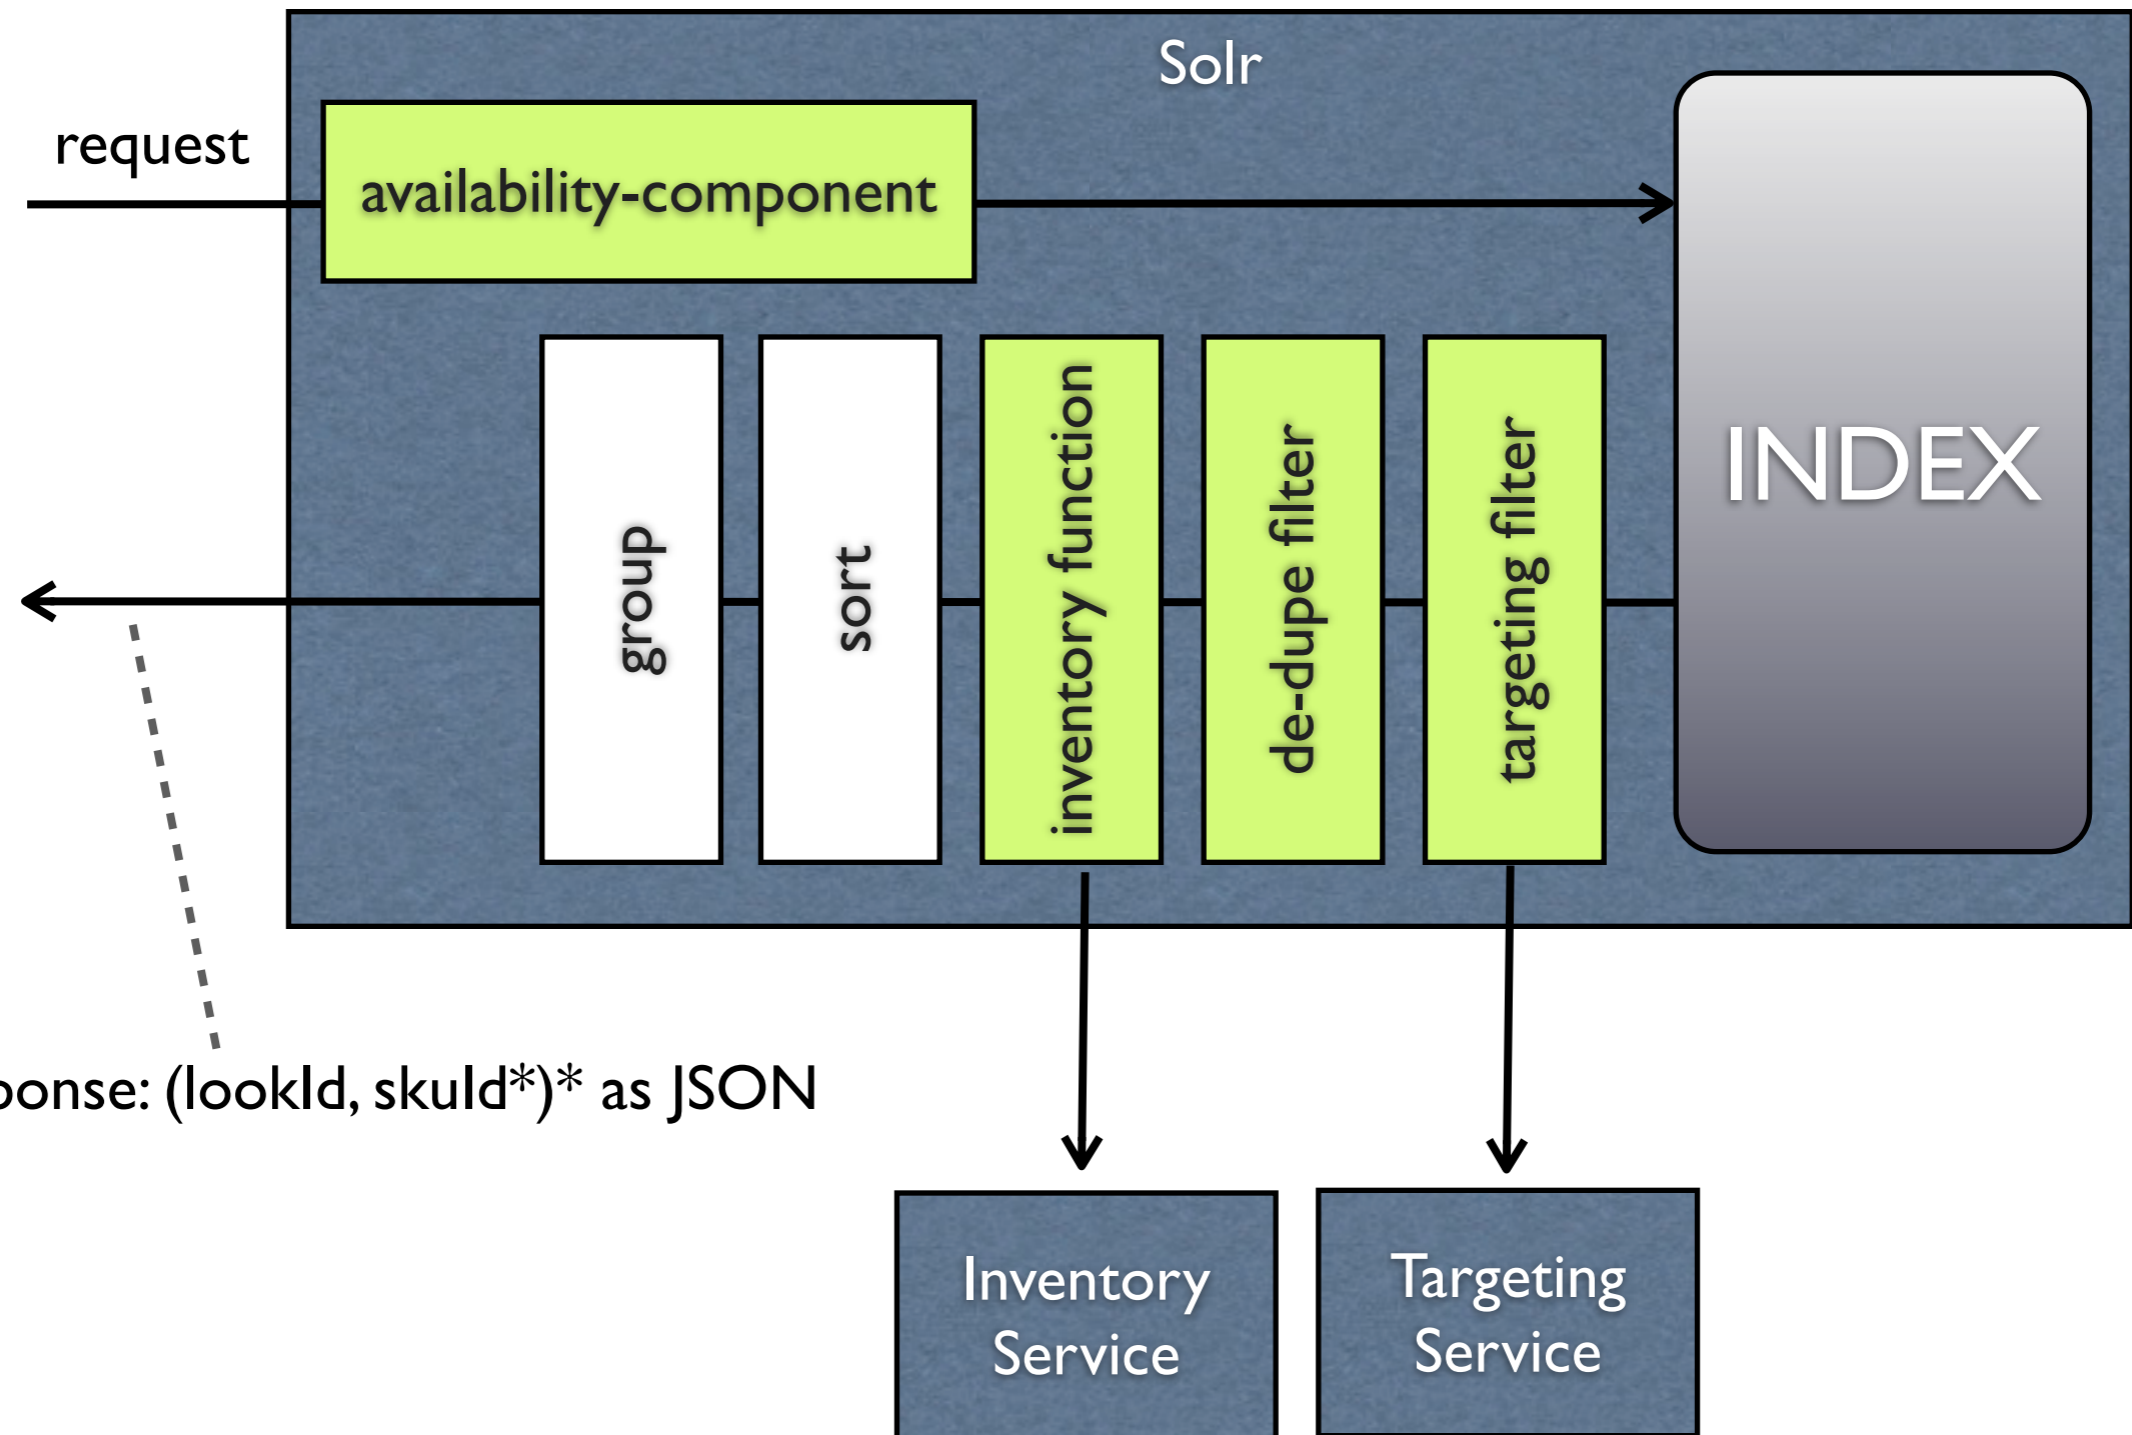 Solr
request
availability-component
INDEX
group
sort
inventory function
de-dupe filter
targeting filter
(lookId, skuId*)* as JSON
Inventory
Service
Targeting
Service